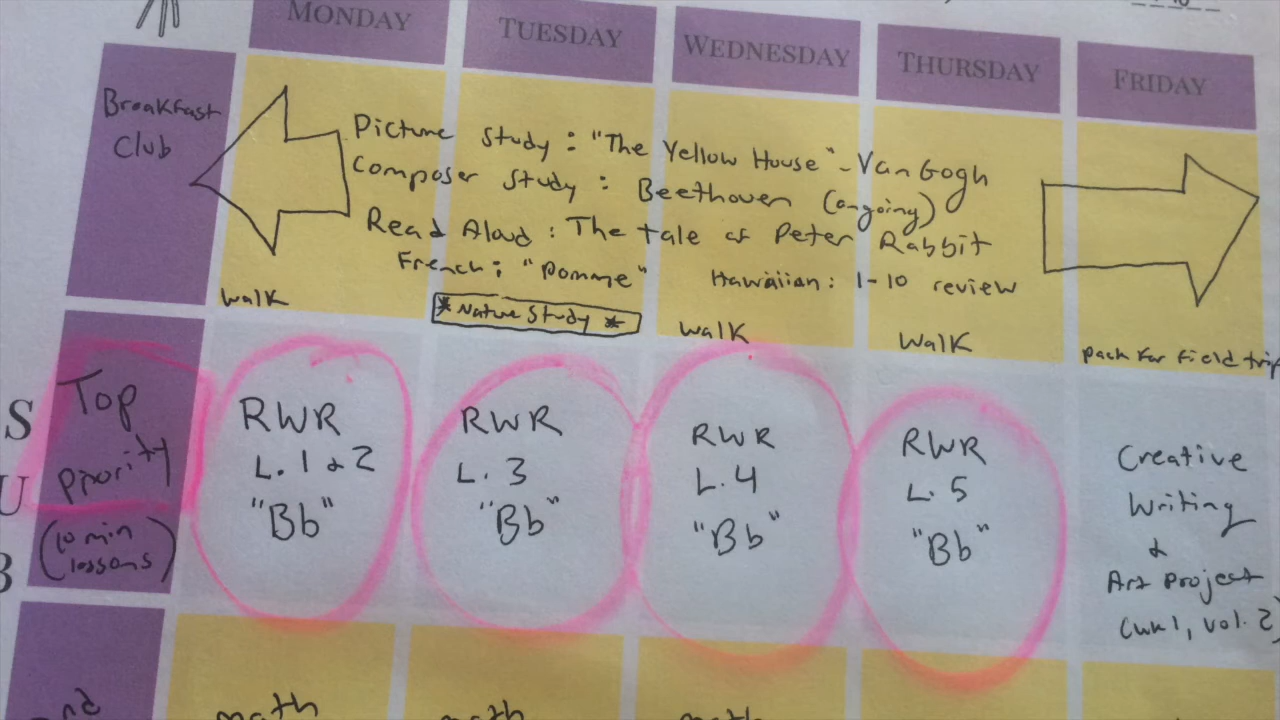 MONDAY
TUESDAY
WEDNESDAY
THURSDAY
FRIDAY
Breakfast
Club
Picture Study : "The Yellow House" - Van Gogh
Composer Study : Beethoven (ongoing)
Read Aloud : The tale of Peter Rabbit
French : "Pomme"
Hawaiian : 1-10 review
walk
*Nature Study*
walk
walk
pack for field trip
S
U
B
Top
priority
(10 min
lessons)
RWR
L. 1 & 2
"Bb"
RWR
L. 3
"Bb"
RWR
L. 4
"Bb"
RWR
L. 5
"Bb"
Creative
Writing
&
Art project
(wk 1, vol. 2)
nd
math
math
math